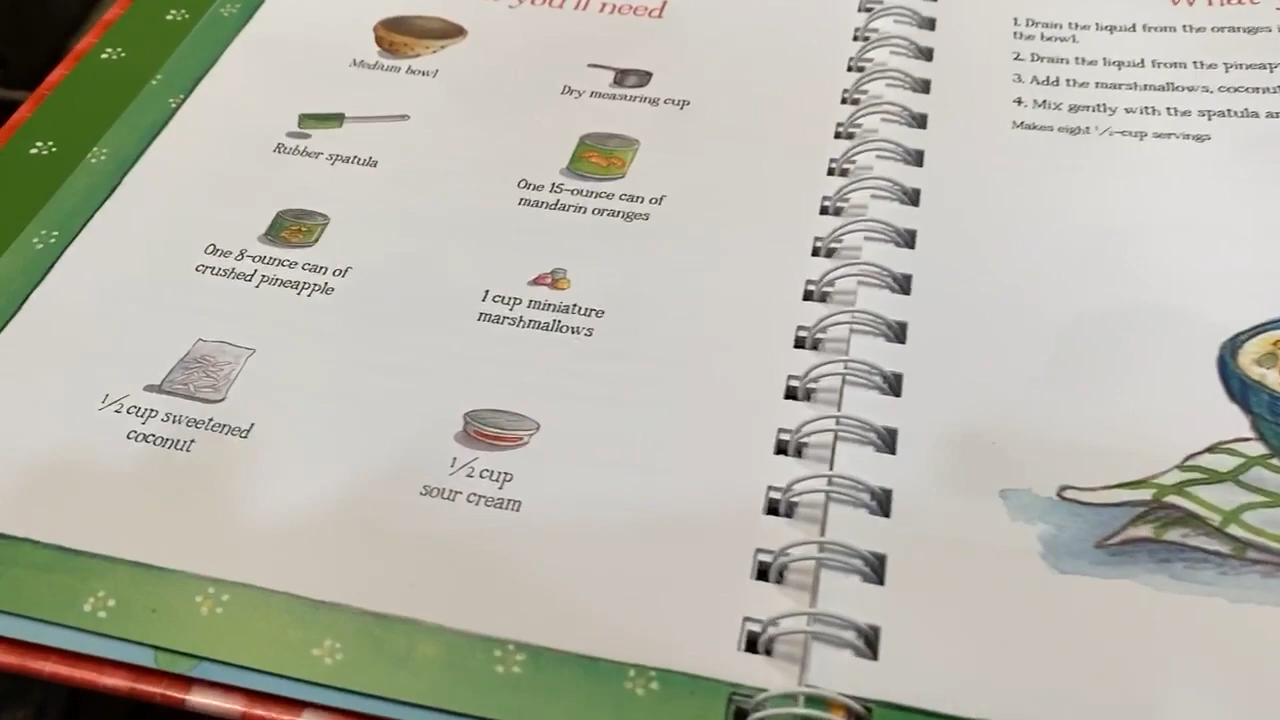 you'll need
Medium bowl
Dry measuring cup
Rubber spatula
One 15-ounce can of
mandarin oranges
One 8-ounce can of
crushed pineapple
1 cup miniature
marshmallows
1/2 cup sweetened
coconut
1/2 cup
sour cream
1. Drain the liquid from the oranges
the bowl.
2. Drain the liquid from the
3. Add the marshmallows,
4. Mix gently with the spatula
Makes eight 1/2-cup servings